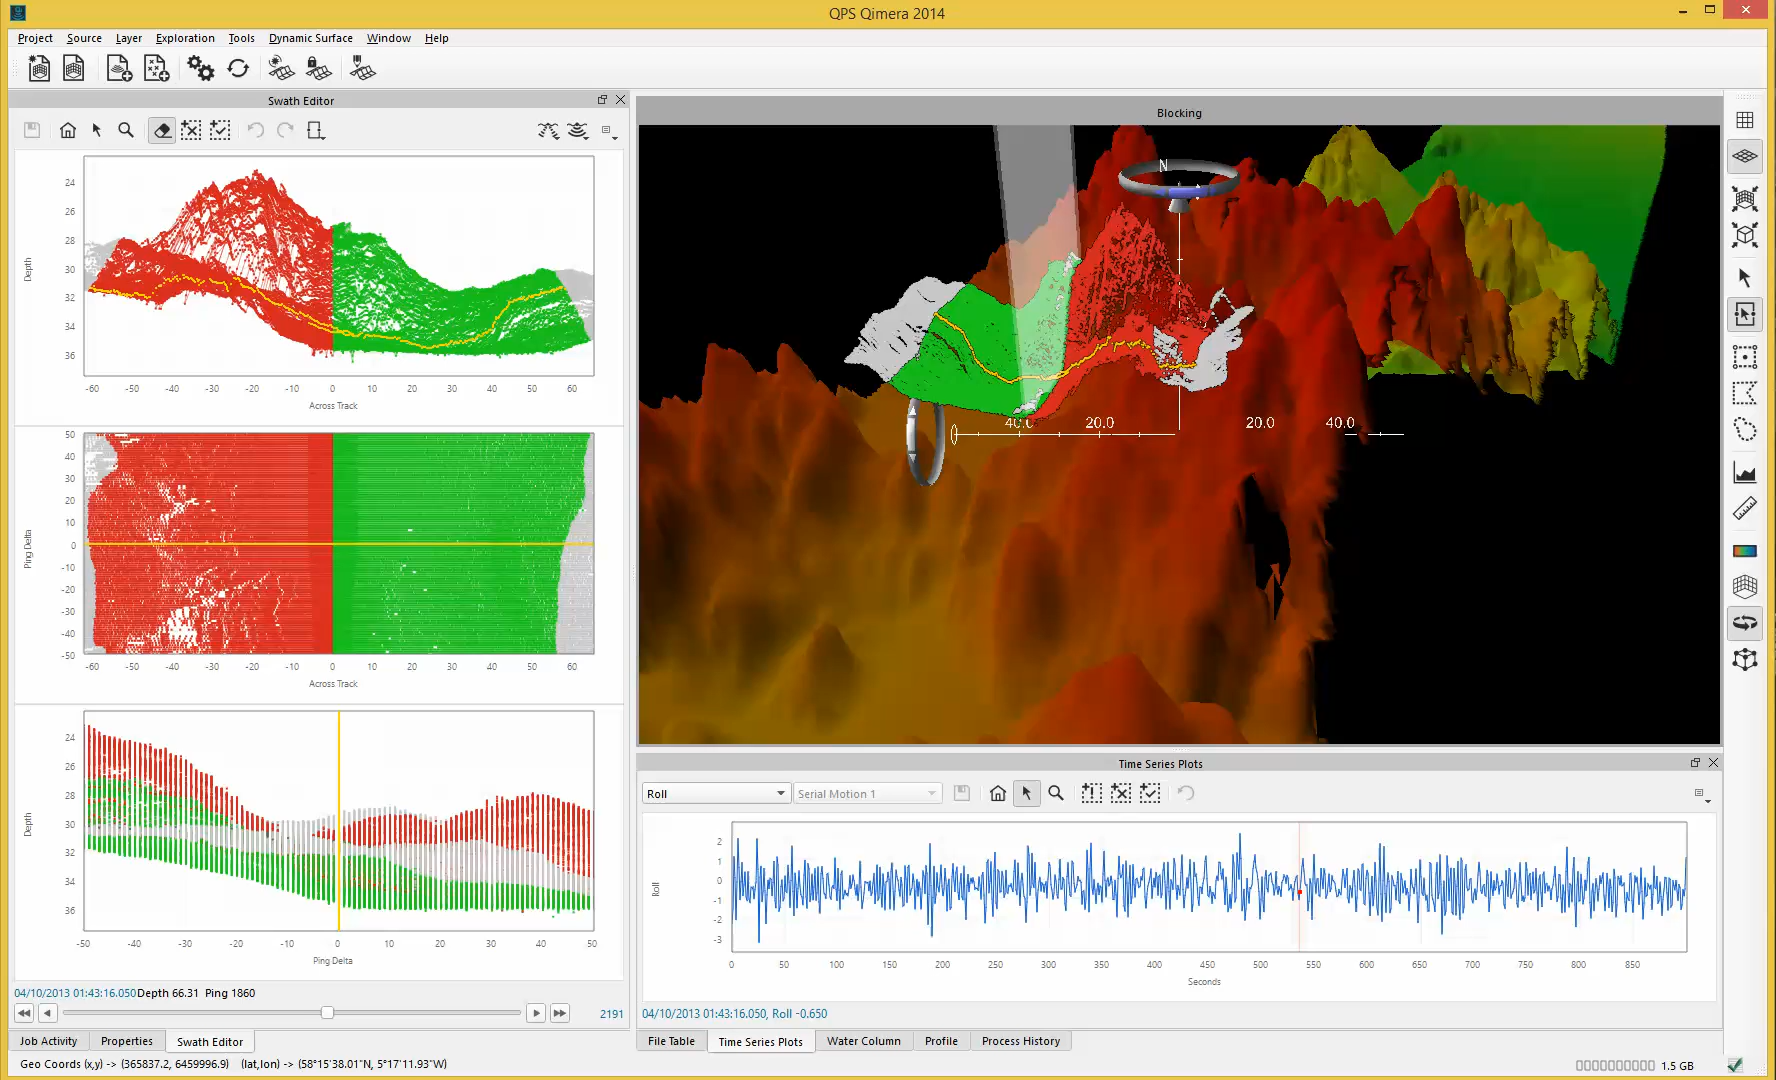 QPS Qimera 2014
Project Source Layer Exploration Tools Dynamic Surface Window Help
Swath Editor
24
26
28
30
32
34
36
Depth
-60 -50 -40 -30 -20 -10 0 10 20 30 40 50 60
Across Track
50
40
30
20
10
0
-10
-20
-30
-40
-50
Ping Delta
-60 -50 -40 -30 -20 -10 0 10 20 30 40 50 60
Across Track
24
26
28
30
32
34
36
Depth
-50 -40 -30 -20 -10 0 10 20 30 40 50
Ping Delta
04/10/2013 01:43:16.050 Depth 66.31 Ping 1860
2191
Job Activity Properties Swath Editor
Blocking
N
40.0 20.0 20.0 40.0
Time Series Plots
Roll Serial Motion 1
2
1
0
-1
-2
-3
Roll
0 50 100 150 200 250 300 350 400 450 500 550 600 650 700 750 800 850
Seconds
04/10/2013 01:43:16.050, Roll -0.650
File Table Time Series Plots Water Column Profile Process History
Geo Coords (x,y) -> (365837.2, 6459996.9) (lat,lon) -> (58°15'38.01"N, 5°17'11.93"W)
1.5 GB